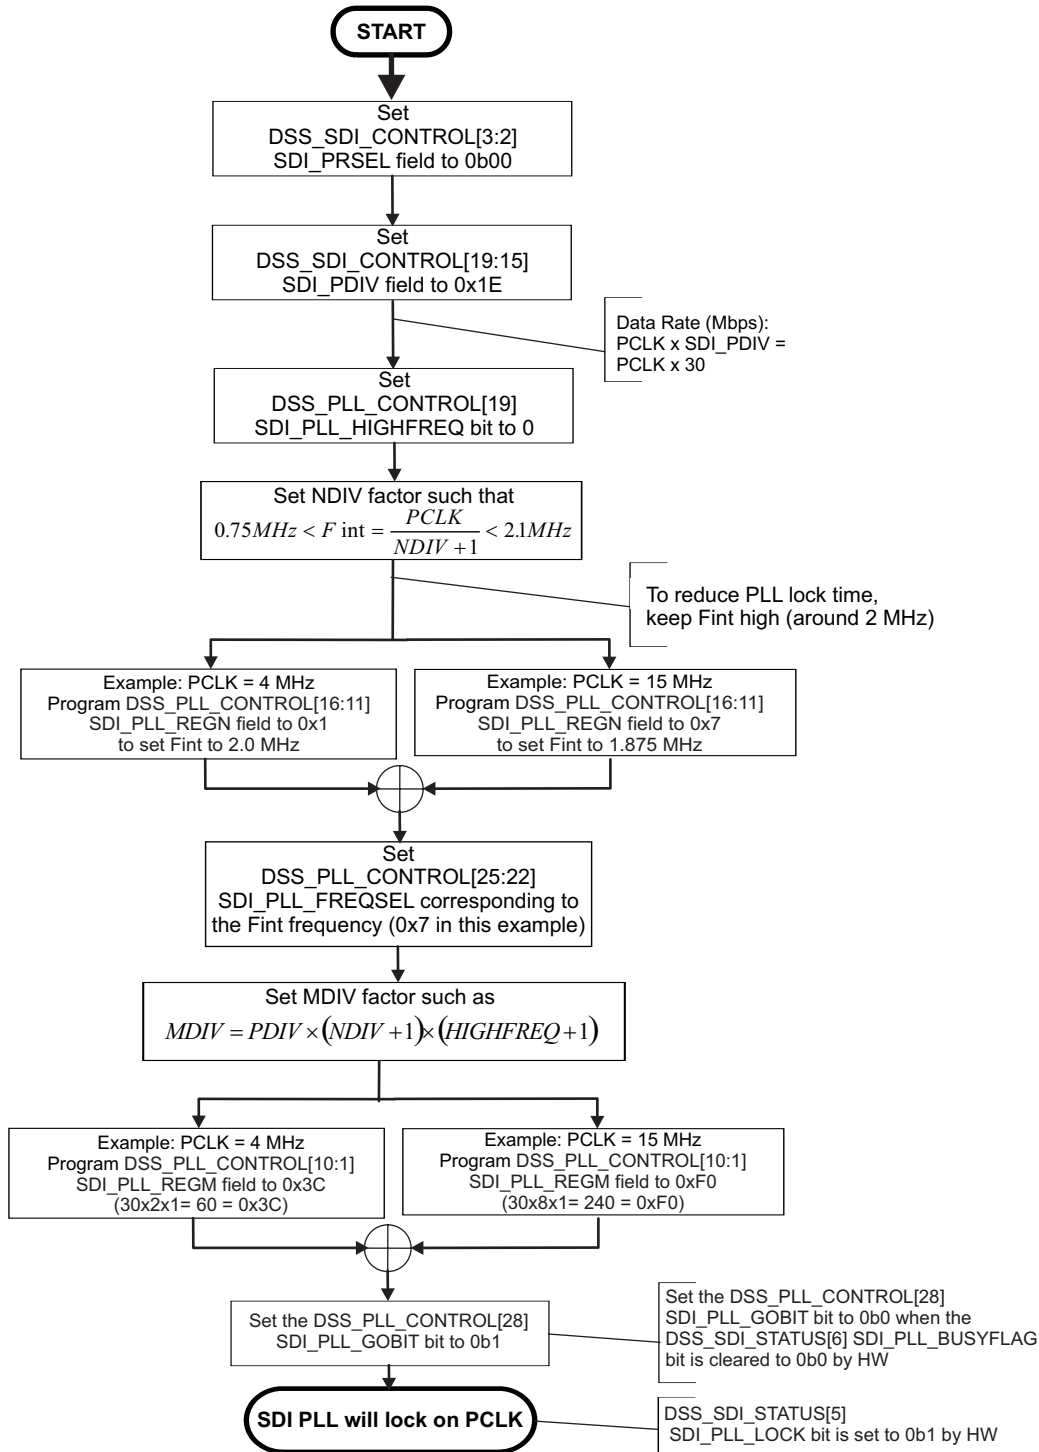 START
Set
DSS_SDI_CONTROL[3:2]
SDI_PRSEL field to 0b00
Set
DSS_SDI_CONTROL[19:15]
SDI_PDIV field to 0x1E
Data Rate (Mbps):
PCLK x SDI_PDIV =
PCLK x 30
Set
DSS_PLL_CONTROL[19]
SDI_PLL_HIGHFREQ bit to 0
Set NDIV factor such that
0.75MHz < F int = PCLK / NDIV + 1 < 2.1MHz
To reduce PLL lock time,
keep Fint high (around 2 MHz)
Example: PCLK = 4 MHz
Program DSS_PLL_CONTROL[16:11]
SDI_PLL_REGN field to 0x1
to set Fint to 2.0 MHz
Example: PCLK = 15 MHz
Program DSS_PLL_CONTROL[16:11]
SDI_PLL_REGN field to 0x7
to set Fint to 1.875 MHz
Set
DSS_PLL_CONTROL[25:22]
SDI_PLL_FREQSEL corresponding to
the Fint frequency (0x7 in this example)
Set MDIV factor such as
MDIV = PDIV × (NDIV + 1) × (HIGHFREQ + 1)
Example: PCLK = 4 MHz
Program DSS_PLL_CONTROL[10:1]
SDI_PLL_REGM field to 0x3C
(30x2x1= 60 = 0x3C)
Example: PCLK = 15 MHz
Program DSS_PLL_CONTROL[10:1]
SDI_PLL_REGM field to 0xF0
(30x8x1= 240 = 0xF0)
Set the DSS_PLL_CONTROL[28]
SDI_PLL_GOBIT bit to 0b1
Set the DSS_PLL_CONTROL[28]
SDI_PLL_GOBIT bit to 0b0 when the
DSS_SDI_STATUS[6] SDI_PLL_BUSYFLAG
bit is cleared to 0b0 by HW
SDI PLL will lock on PCLK
DSS_SDI_STATUS[5]
SDI_PLL_LOCK bit is set to 0b1 by HW